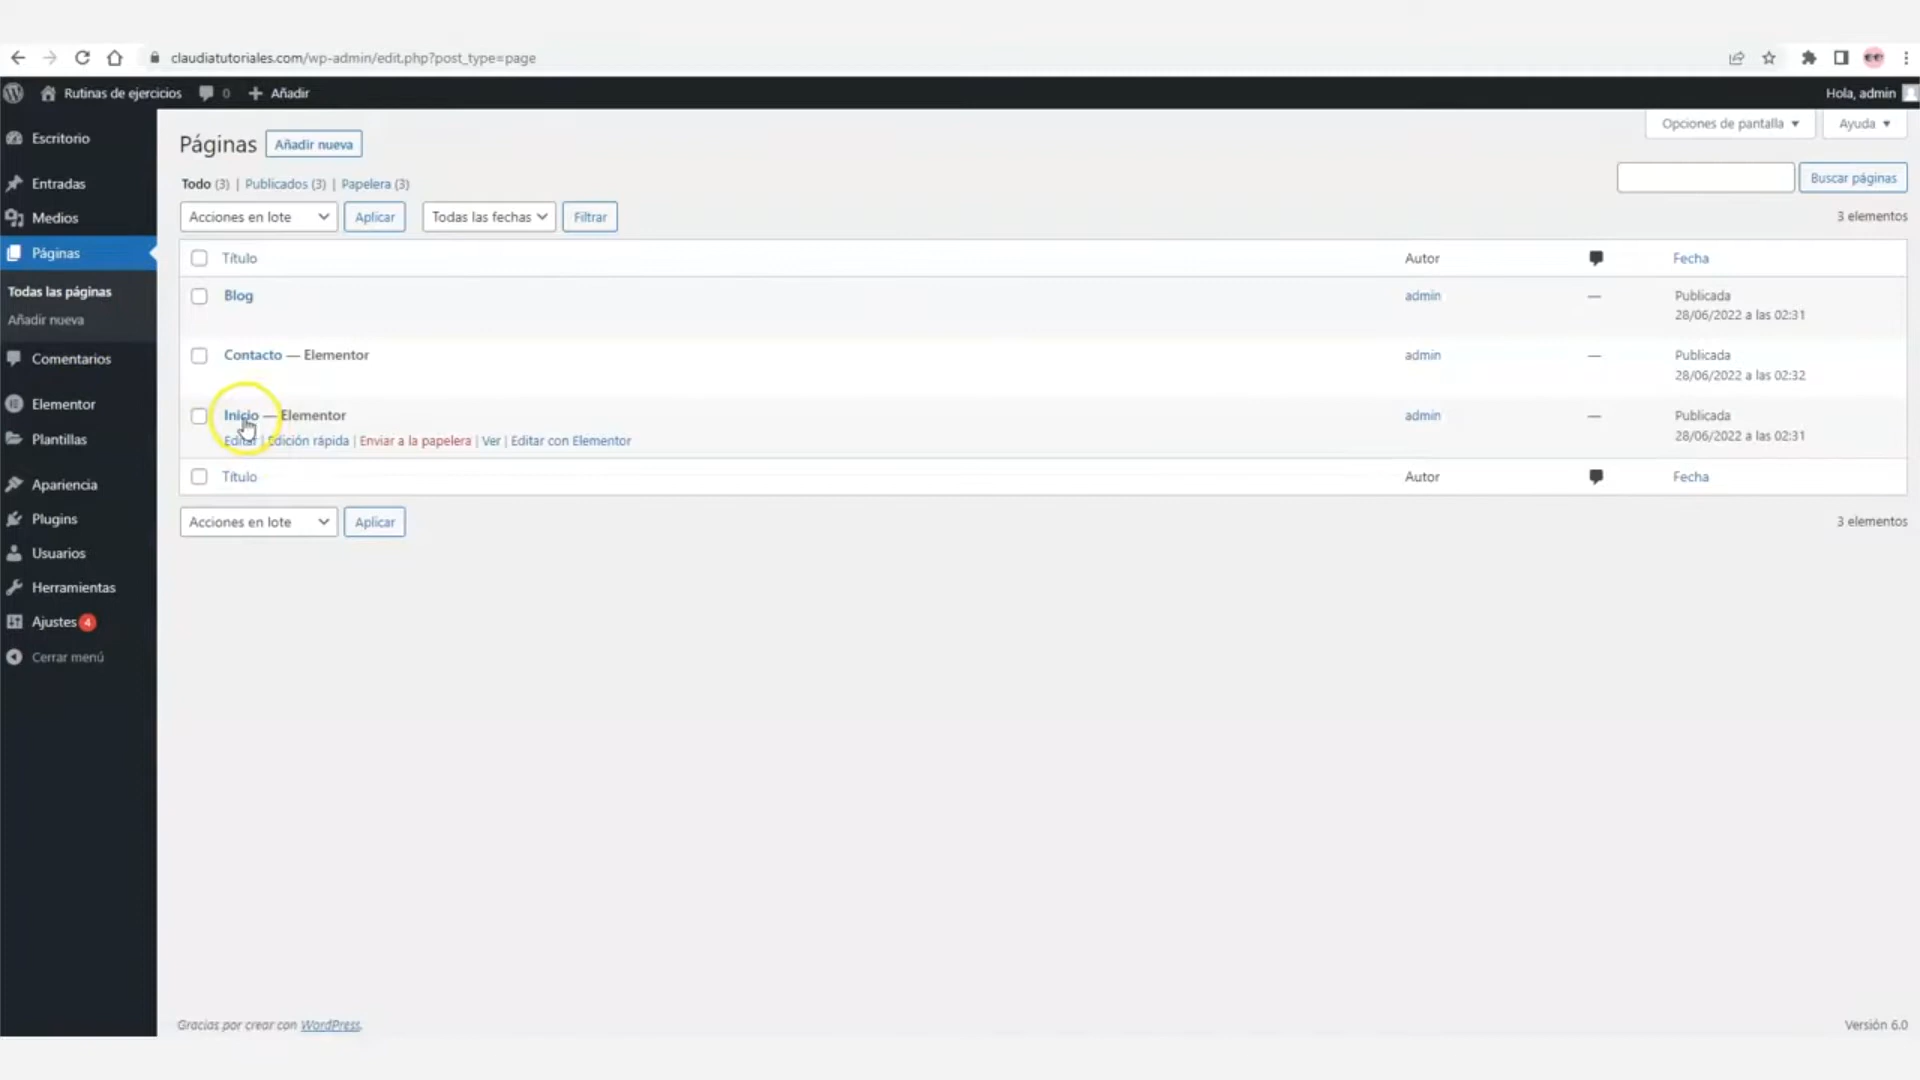 claudiatutoriales.com/wp-admin/edit.php?post_type=page
Rutinas de ejercicios 0 + Añadir Hola, admin
Opciones de pantalla ▼ Ayuda ▼
Escritorio
Entradas
Medios
Páginas
Todas las páginas
Añadir nueva
Comentarios
Elementor
Plantillas
Apariencia
Plugins
Usuarios
Herramientas
Ajustes 4
Cerrar menú
Páginas Añadir nueva
Todo (3) | Publicados (3) | Papelera (3)
Buscar páginas
Acciones en lote Aplicar Todas las fechas Filtrar 3 elementos
Título Autor Fecha
Blog admin — Publicada
28/06/2022 a las 02:31
Contacto — Elementor admin — Publicada
28/06/2022 a las 02:32
Inicio — Elementor admin — Publicada
Editar | Edición rápida | Enviar a la papelera | Ver | Editar con Elementor 28/06/2022 a las 02:31
Título Autor Fecha
Acciones en lote Aplicar 3 elementos
Gracias por crear con WordPress. Versión 6.0